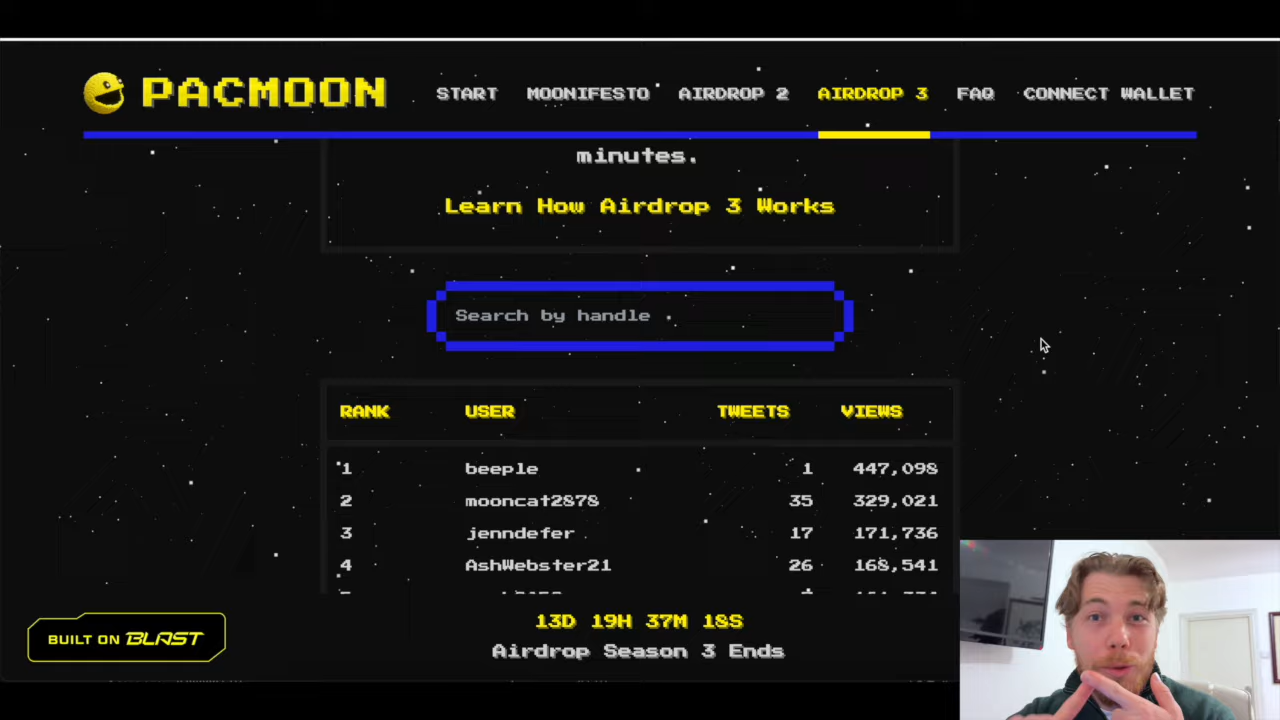 PACMOON
START MOONIFESTO AIRDROP 2 AIRDROP 3 FAQ CONNECT WALLET
minutes.
Learn How Airdrop 3 Works
Search by handle
RANK USER TWEETS VIEWS
1 beeple 1 447,098
2 mooncat2878 35 329,021
3 jenndefer 17 171,736
4 AshWebster21 26 168,541
13D 19H 37M 18S
Airdrop Season 3 Ends
BUILT ON BLAST